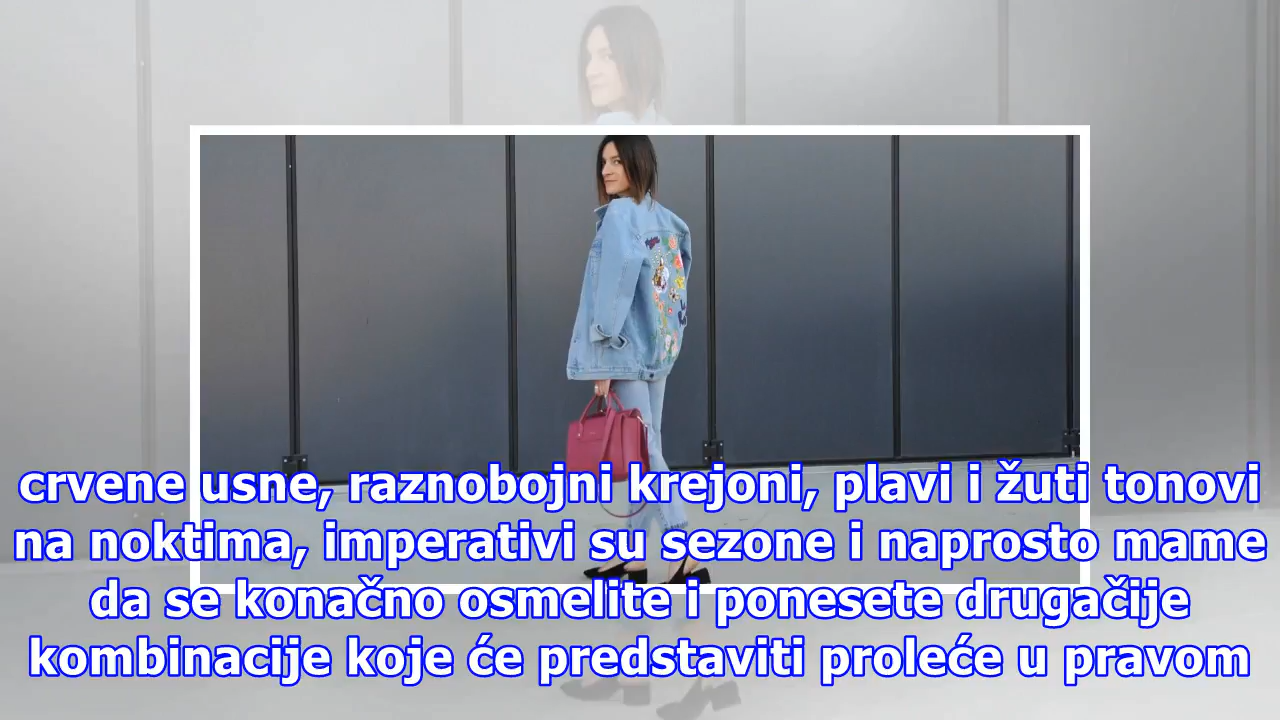 crvene usne, raznobojni krejoni, plavi i žuti tonovi
na noktima, imperativi su sezone i naprosto mame
da se konačno osmelite i ponesete drugačije
kombinacije koje će predstaviti proleće u pravom